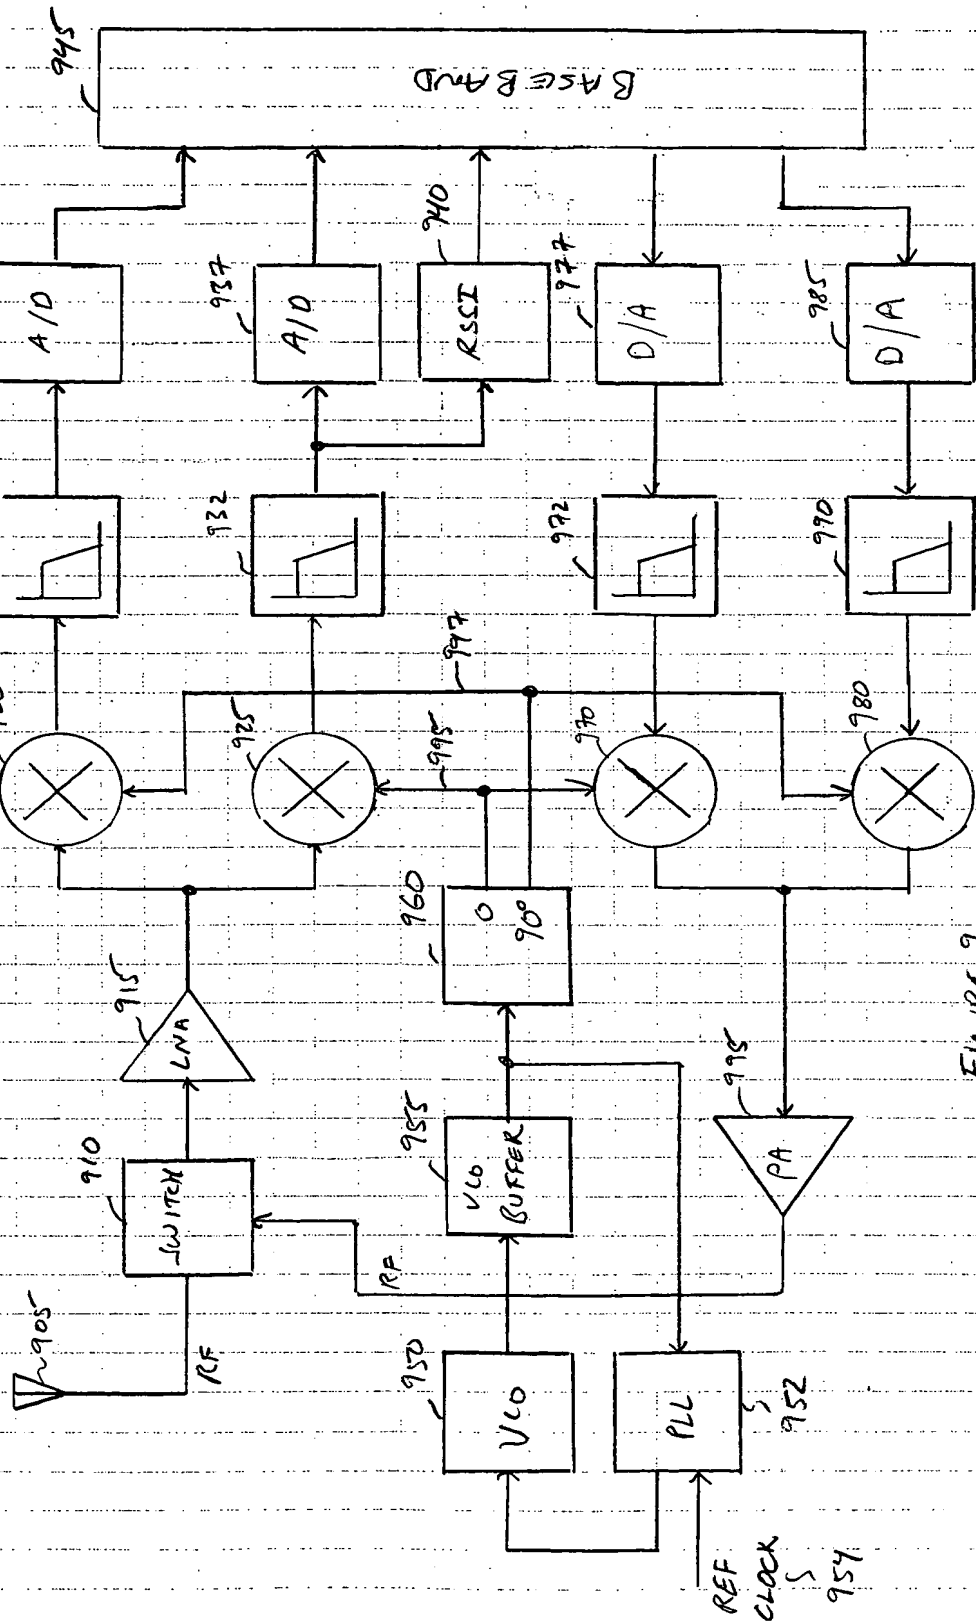 905
RF
910
SWITCH
915
LNA
925
A/D
932
937
A/D
940
RSSI
945
BASEBAND
RF
950
VCO
955
VCO
BUFFER
960
0
90°
995
997
970
972
977
D/A
980
990
985
D/A
PLL
952
REF
CLOCK
954
995
PA